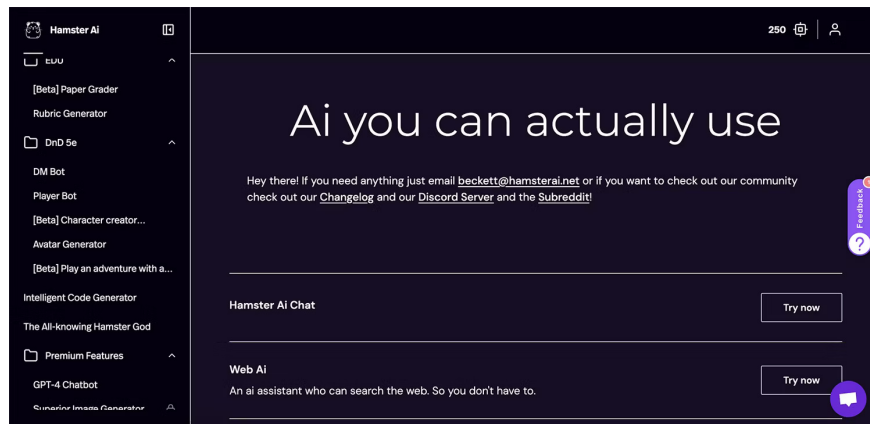 Hamster Ai
EDU
[Beta] Paper Grader
Rubric Generator
DnD 5e
DM Bot
Player Bot
[Beta] Character creator...
Avatar Generator
[Beta] Play an adventure with a...
Intelligent Code Generator
The All-knowing Hamster God
Premium Features
GPT-4 Chatbot
Superior Image Generator
250
Ai you can actually use
Hey there! If you need anything just email beckett@hamsterai.net or if you want to check out our community
check out our Changelog and our Discord Server and the Subreddit!
Hamster Ai Chat
Try now
Web Ai
An ai assistant who can search the web. So you don't have to.
Try now
Feedback
?